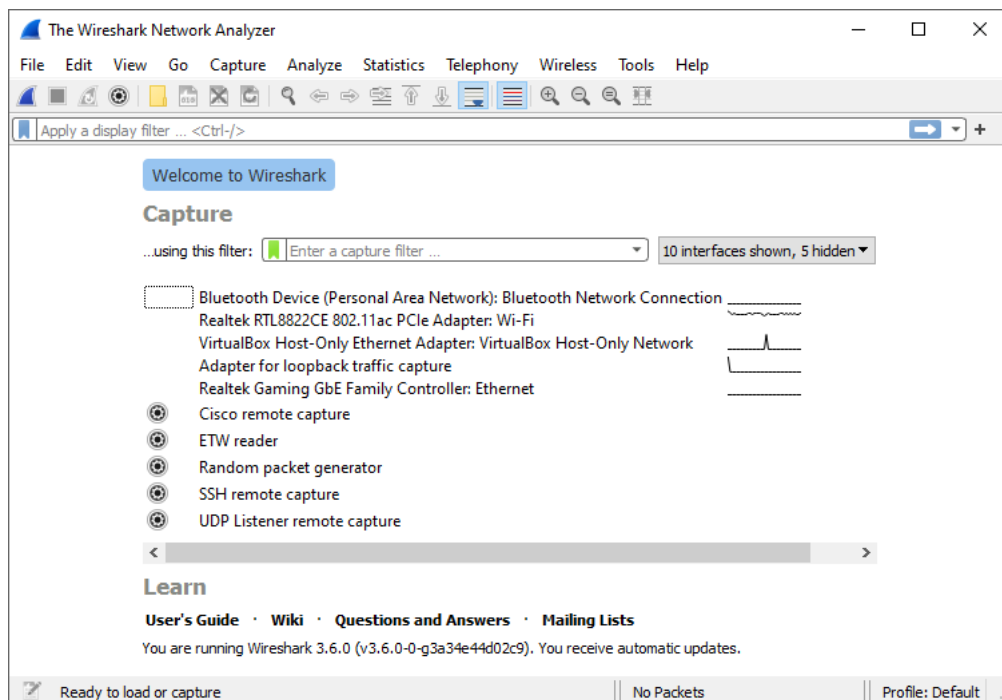 The Wireshark Network Analyzer
File Edit View Go Capture Analyze Statistics Telephony Wireless Tools Help
Apply a display filter ... <Ctrl-/>
+
Welcome to Wireshark
Capture
...using this filter: Enter a capture filter ... 10 interfaces shown, 5 hidden
Bluetooth Device (Personal Area Network): Bluetooth Network Connection
Realtek RTL8822CE 802.11ac PCIe Adapter: Wi-Fi
VirtualBox Host-Only Ethernet Adapter: VirtualBox Host-Only Network
Adapter for loopback traffic capture
Realtek Gaming GbE Family Controller: Ethernet
Cisco remote capture
ETW reader
Random packet generator
SSH remote capture
UDP Listener remote capture
Learn
User's Guide · Wiki · Questions and Answers · Mailing Lists
You are running Wireshark 3.6.0 (v3.6.0-0-g3a34e44d02c9). You receive automatic updates.
Ready to load or capture No Packets Profile: Default